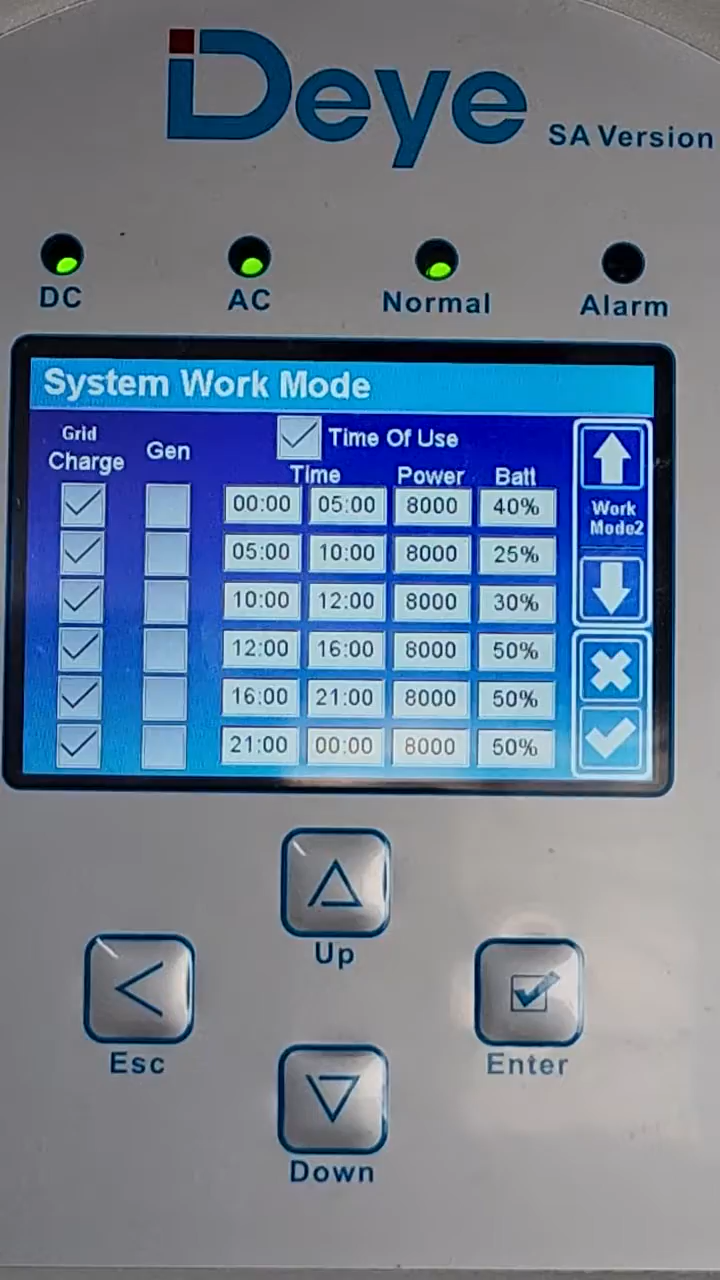 Deye SA Version
DC AC Normal Alarm
System Work Mode
Grid Charge Gen Time Of Use
Time Power Batt
00:00 05:00 8000 40%
05:00 10:00 8000 25%
10:00 12:00 8000 30%
12:00 16:00 8000 50%
16:00 21:00 8000 50%
21:00 00:00 8000 50%
Work
Mode2
Up
Esc
Enter
Down